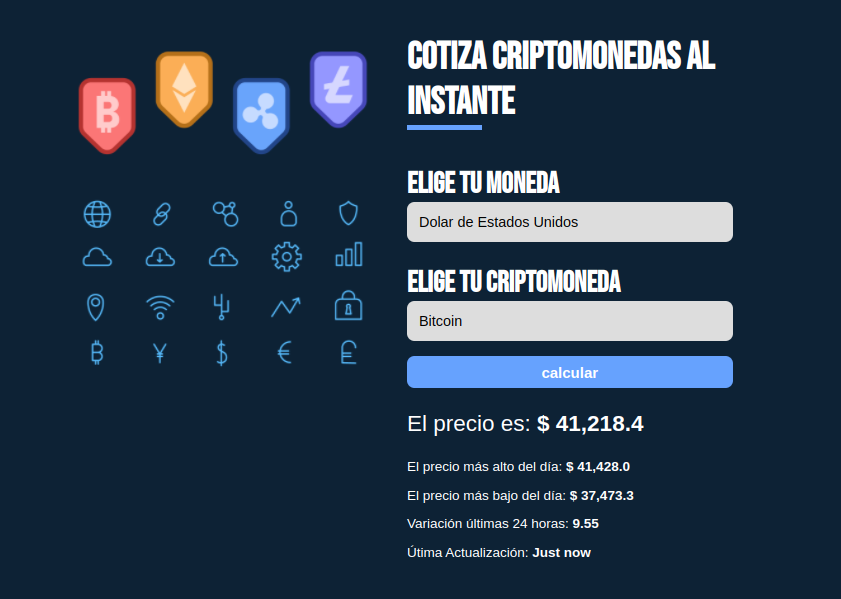 COTIZA CRIPTOMONEDAS AL
INSTANTE
ELIGE TU MONEDA
Dolar de Estados Unidos
ELIGE TU CRIPTOMONEDA
Bitcoin
calcular
El precio es: $ 41,218.4
El precio más alto del día: $ 41,428.0
El precio más bajo del día: $ 37,473.3
Variación últimas 24 horas: 9.55
Útima Actualización: Just now